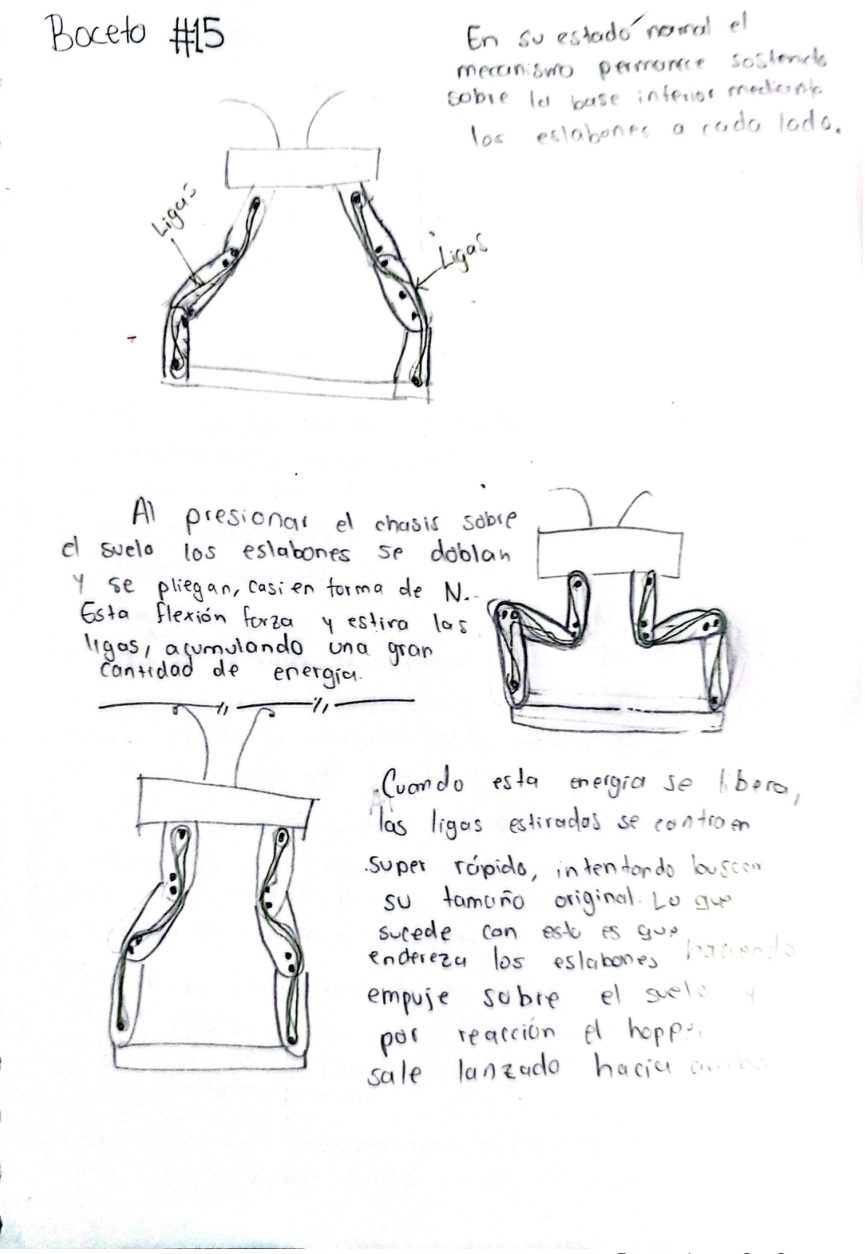 Boceto #15
En su estado normal el
mecanismo permanece sostenido
sobre la base inferior mediante
los eslabones a cada lado.
Ligas
Ligas
Al presionar el chasis sobre
el suelo los eslabones se doblan
y se pliegan, casi en forma de N.
Esta flexión forza y estira las
ligas, acumulando una gran
cantidad de energía.
Cuando esta energía se libera,
las ligas estiradas se contraen
super rápido, intentando buscar
su tamaño original. Lo que
sucede con esto es que
endereza los eslabones haciendo
empuje sobre el suelo y
por reacción el hopper
sale lanzado hacia arriba